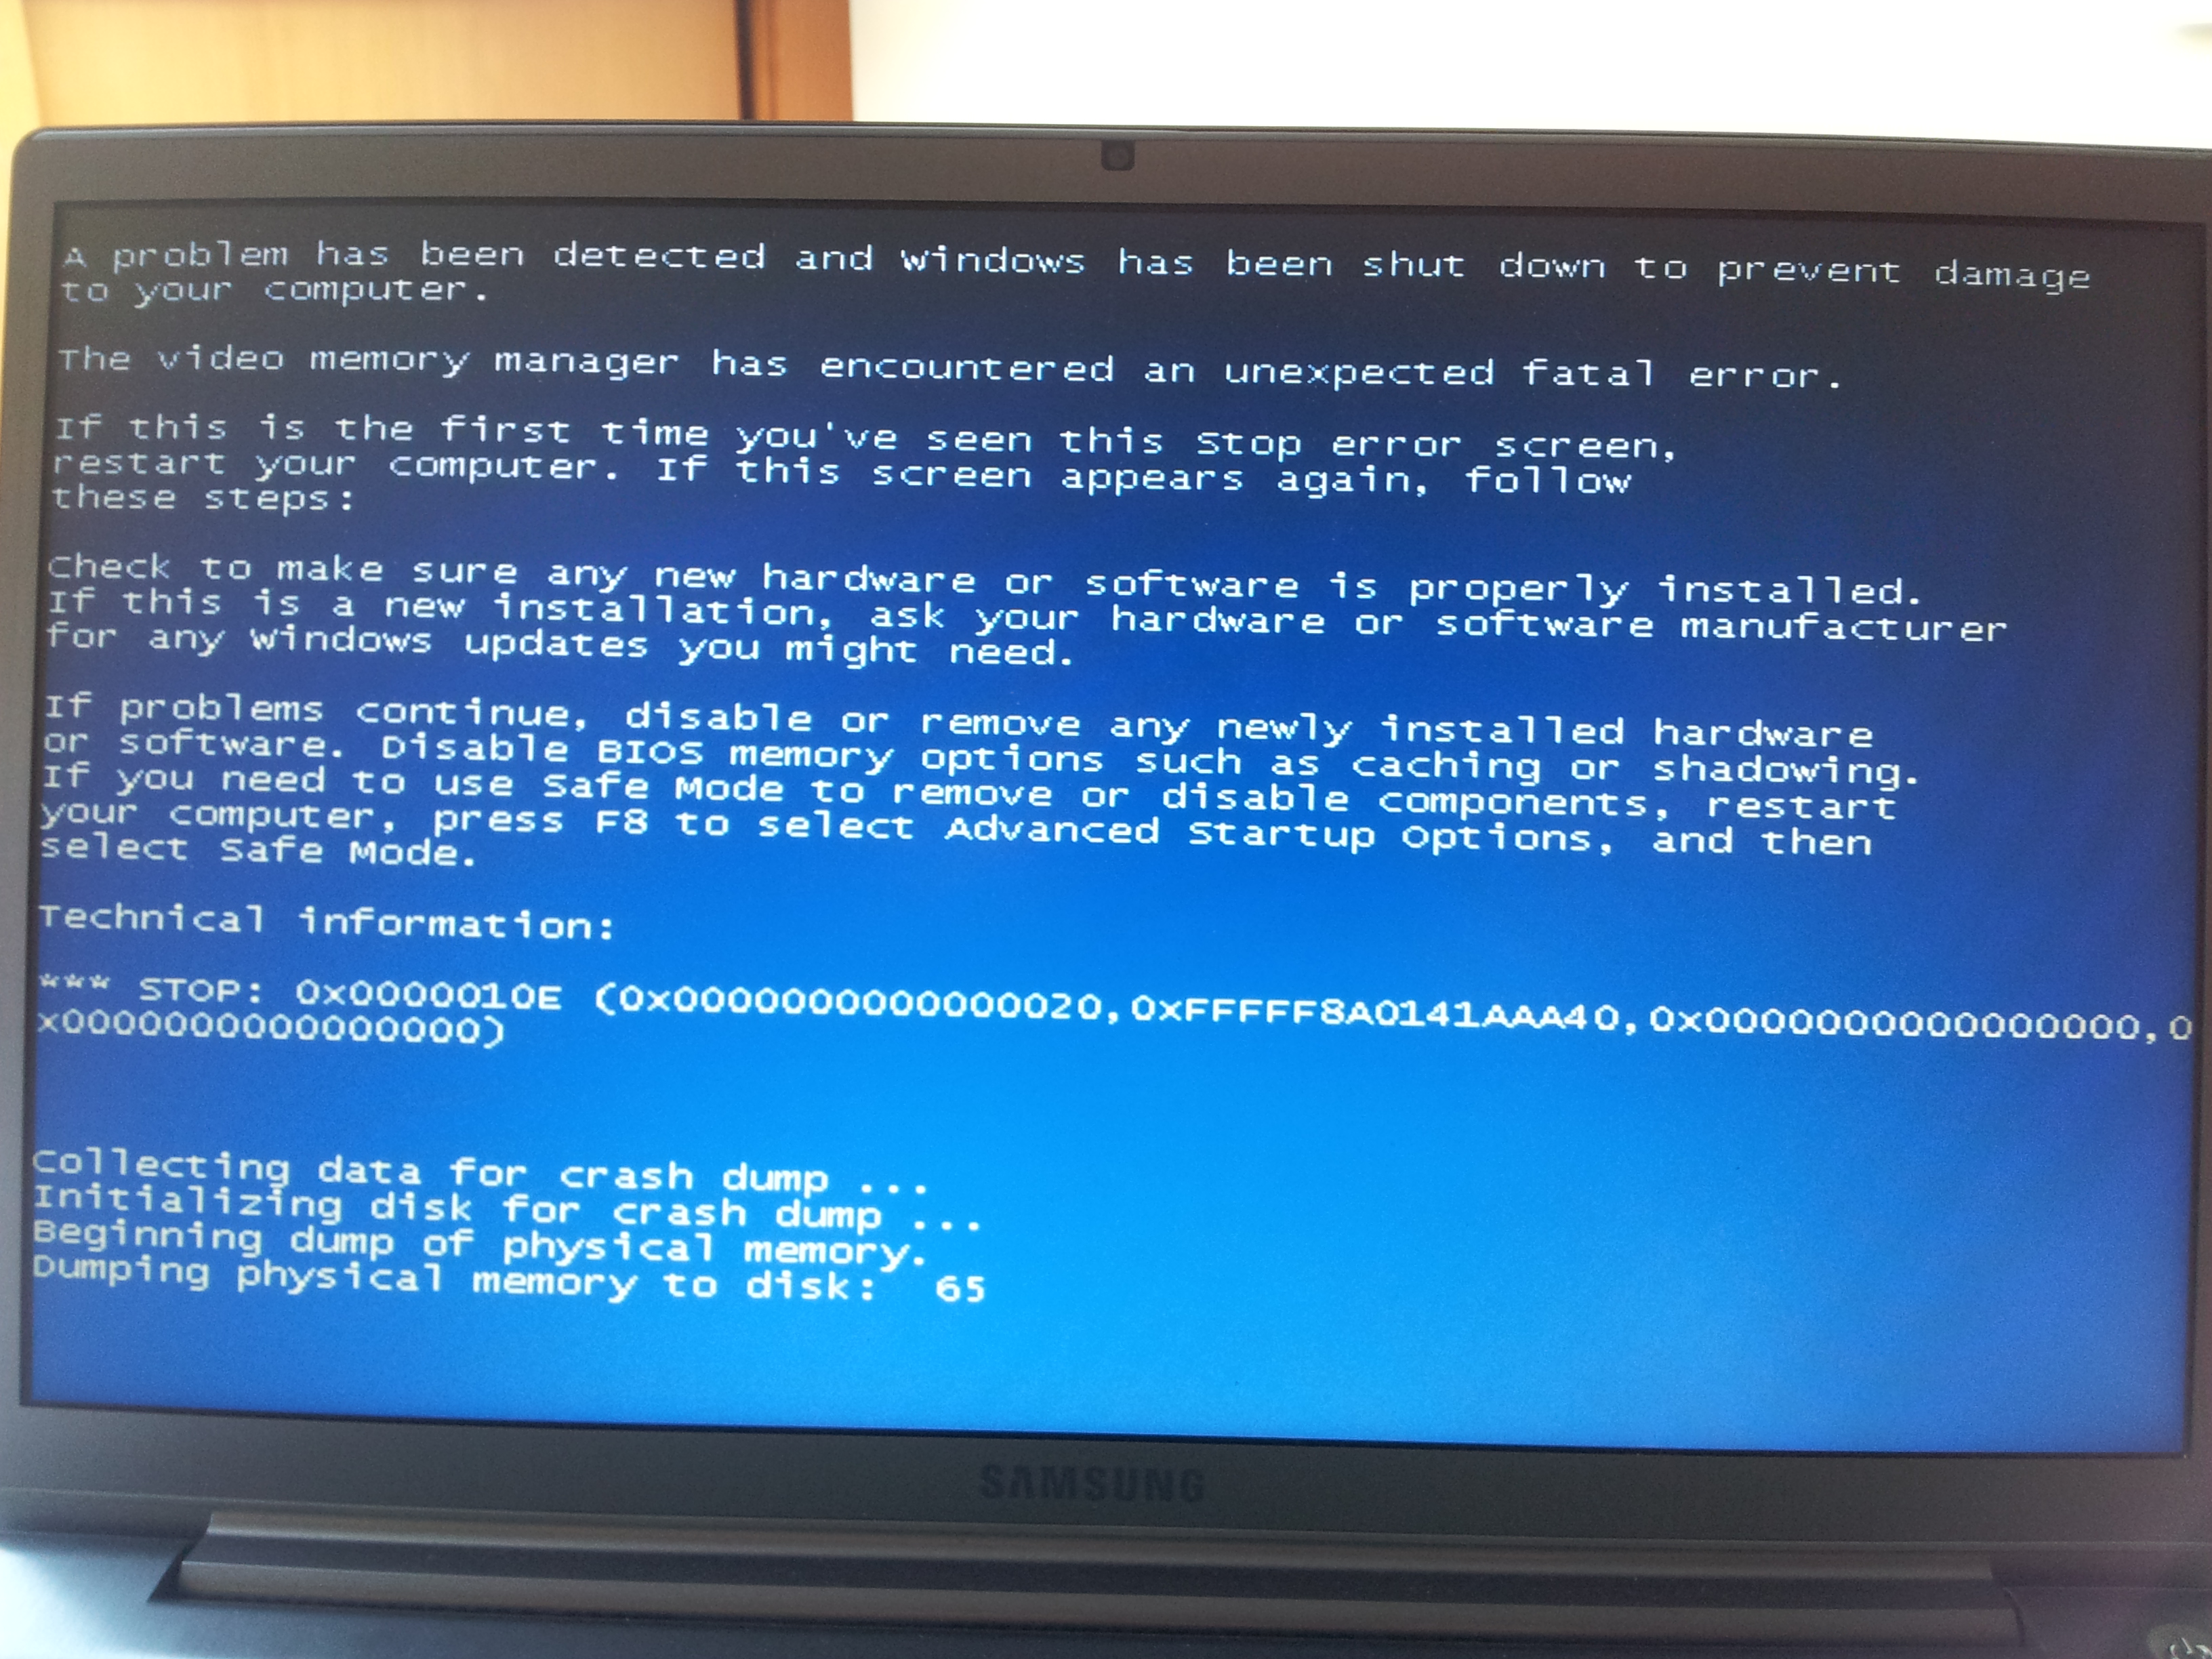 A problem has been detected and windows has been shut down to prevent damage
to your computer.
The video memory manager has encountered an unexpected fatal error.
If this is the first time you've seen this Stop error screen,
restart your computer. If this screen appears again, follow
these steps:
Check to make sure any new hardware or software is properly installed.
If this is a new installation, ask your hardware or software manufacturer
for any windows updates you might need.
If problems continue, disable or remove any newly installed hardware
or software. Disable BIOS memory options such as caching or shadowing.
If you need to use Safe Mode to remove or disable components, restart
your computer, press F8 to select Advanced Startup Options, and then
select Safe Mode.
Technical information:
*** STOP: 0x0000010E (0x0000000000000020,0xFFFFF8A0141AAA40,0x0000000000000000,0
x0000000000000000)
Collecting data for crash dump ...
Initializing disk for crash dump ...
Beginning dump of physical memory.
Dumping physical memory to disk:  65
SAMSUNG